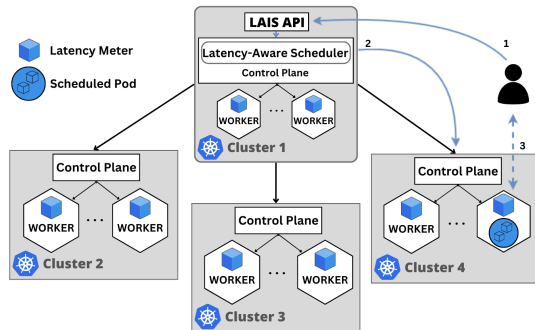 LAIS API
Latency-Aware Scheduler
Control Plane
WORKER
...
WORKER
Cluster 1
Latency Meter
Scheduled Pod
1
2
3
Control Plane
WORKER
...
WORKER
Cluster 2
Control Plane
WORKER
...
WORKER
Cluster 3
Control Plane
WORKER
...
WORKER
Cluster 4